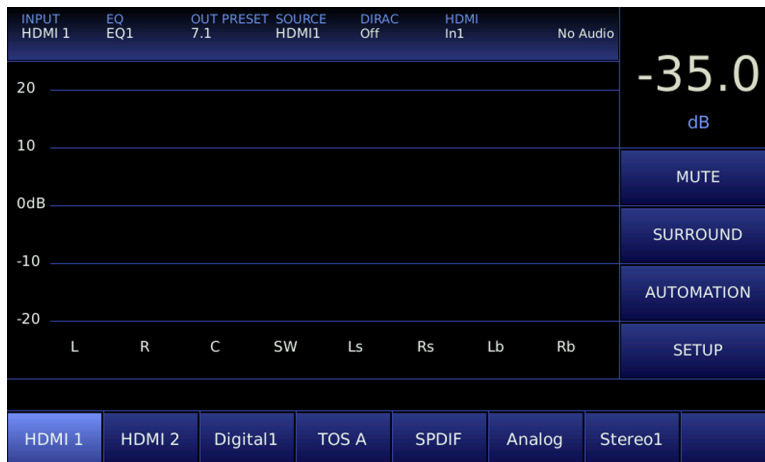 INPUT EQ OUT PRESET SOURCE DIRAC HDMI
HDMI 1 EQ1 7.1 HDMI1 Off In1 No Audio
-35.0
dB
20
10
0dB
-10
-20
L R C SW Ls Rs Lb Rb
MUTE
SURROUND
AUTOMATION
SETUP
HDMI 1 HDMI 2 Digital1 TOS A SPDIF Analog Stereo1